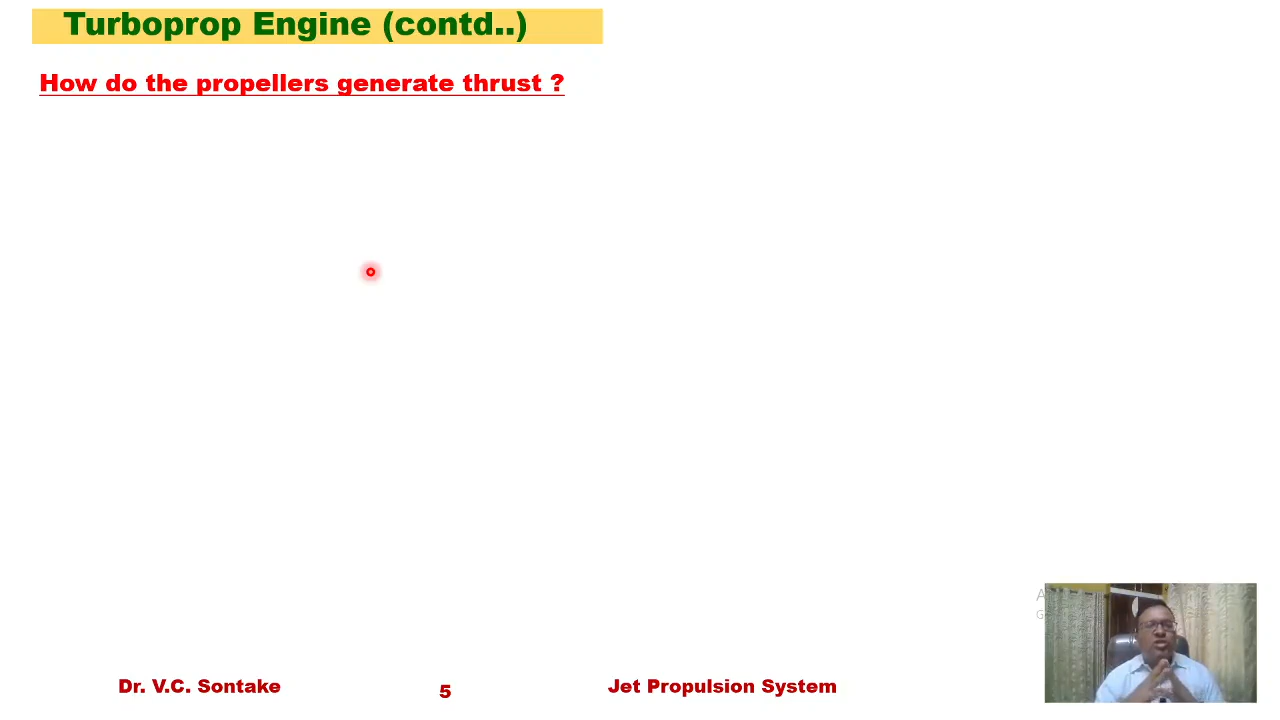 Turboprop Engine (contd..)
How do the propellers generate thrust ?
Dr. V.C. Sontake
5
Jet Propulsion System